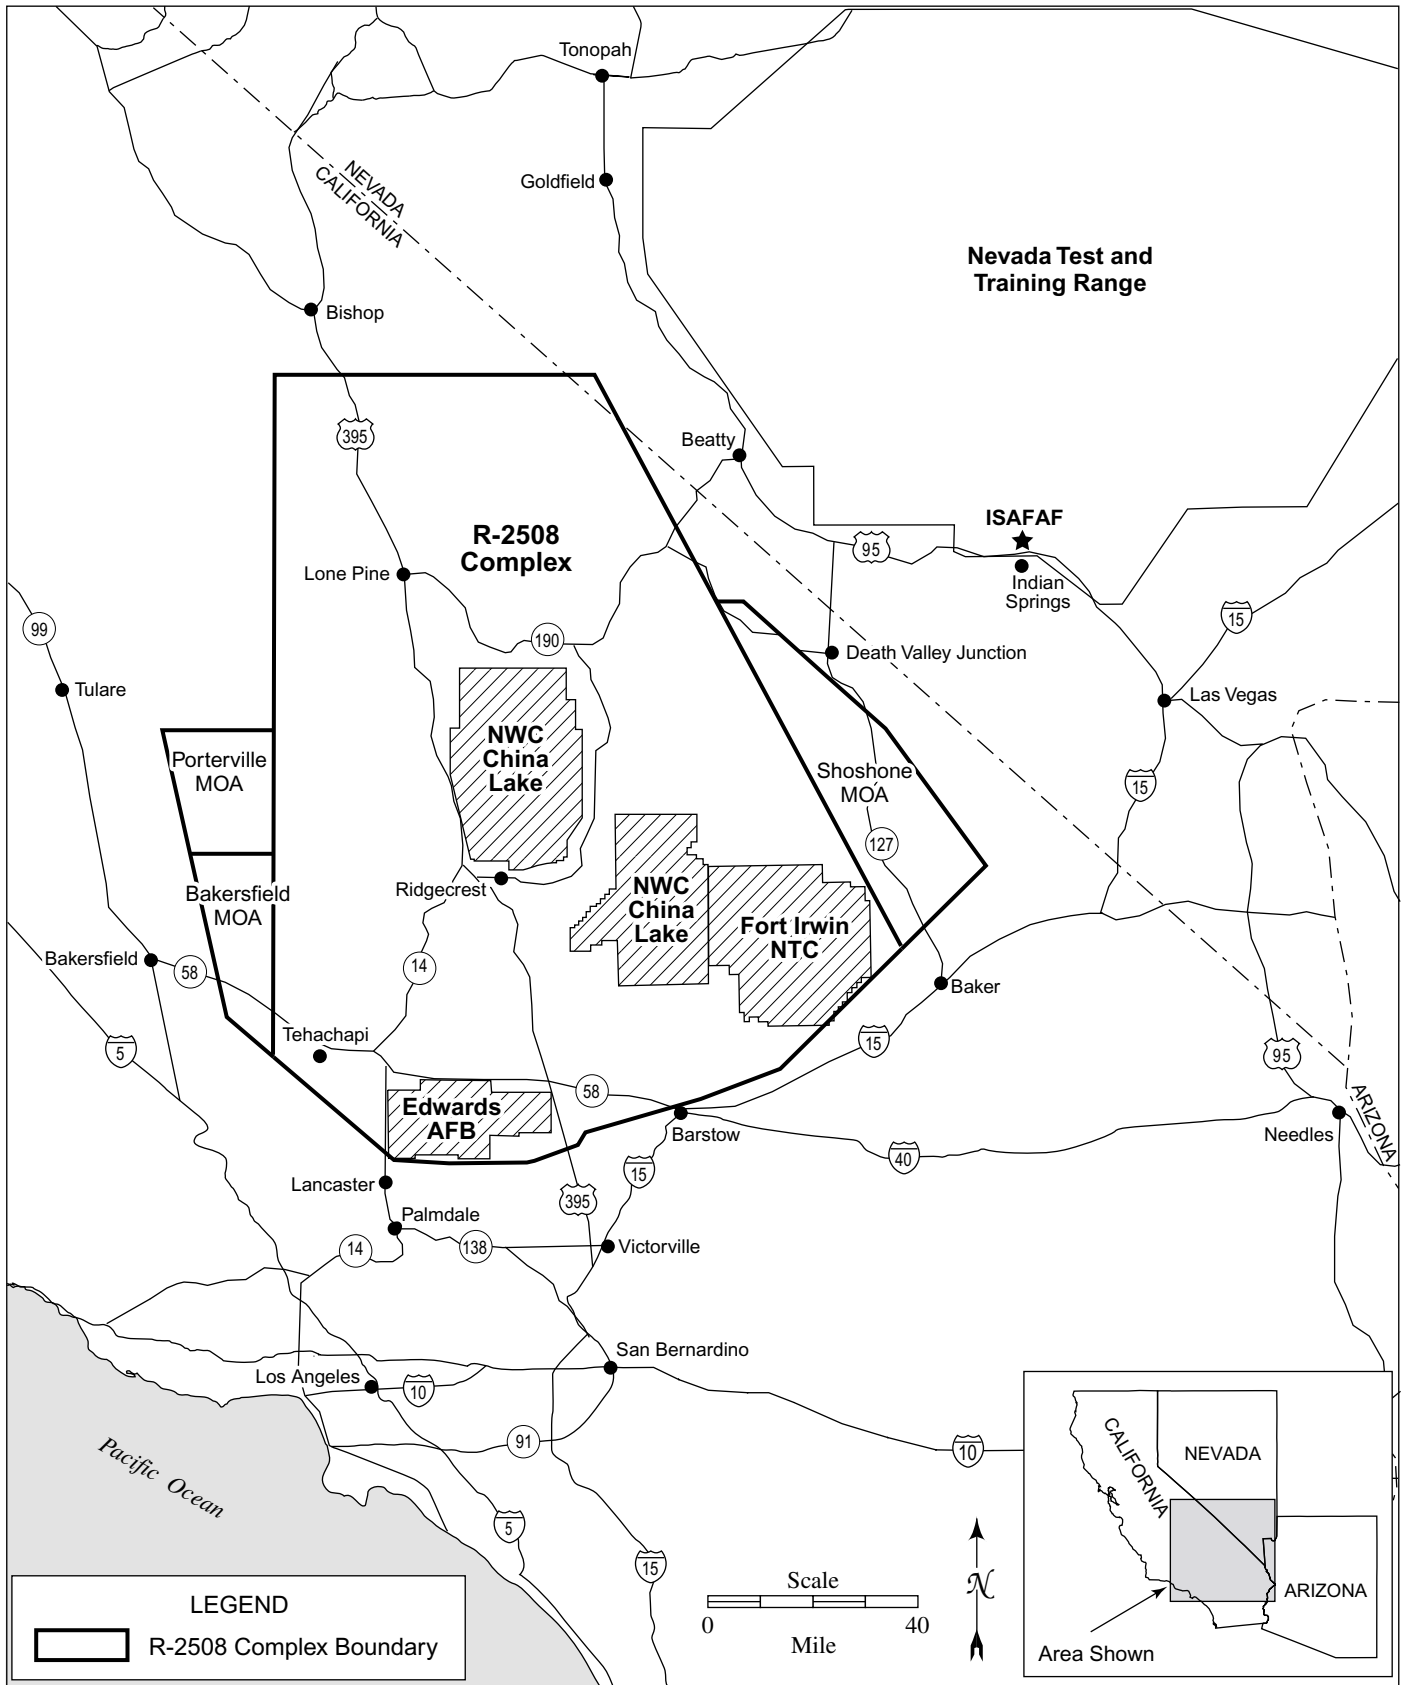 Tonopah
NEVADA
CALIFORNIA
Goldfield
Nevada Test and
Training Range
Bishop
395
Beatty
R-2508
Complex
ISAFAF
95
Lone Pine
Indian
Springs
99
190
15
Death Valley Junction
Tulare
Las Vegas
NWC
China
Lake
Porterville
MOA
Shoshone
MOA
15
127
Ridgecrest
Bakersfield
MOA
NWC
China
Lake
Fort Irwin
NTC
Bakersfield
58
14
Baker
Tehachapi
5
15
95
58
Edwards
AFB
Barstow
Needles
ARIZONA
40
15
Lancaster
395
Palmdale
14
138
Victorville
San Bernardino
Los Angeles
10
91
10
Pacific Ocean
5
15
CALIFORNIA
NEVADA
ARIZONA
Area Shown
Scale
0
40
Mile
N
LEGEND
R-2508 Complex Boundary